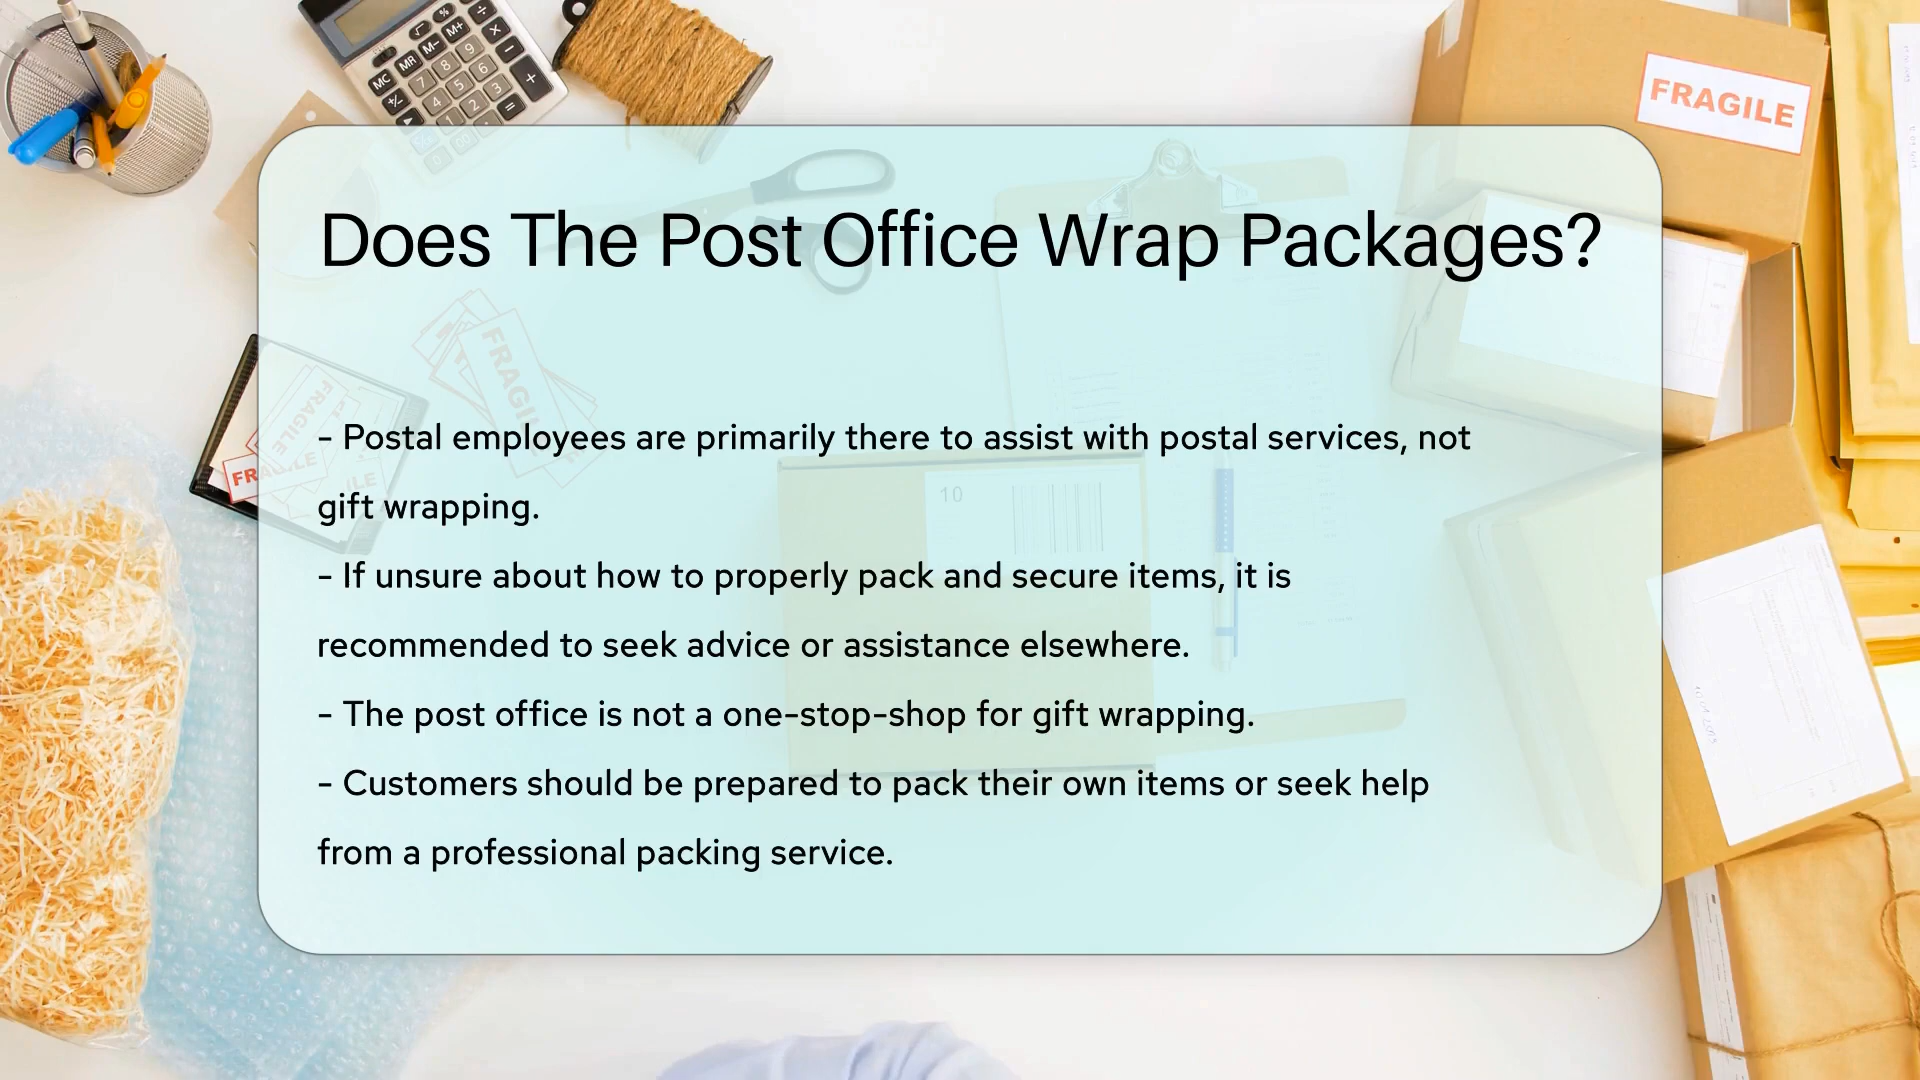 FRAGILE
Does The Post Office Wrap Packages?
- Postal employees are primarily there to assist with postal services, not
gift wrapping.
- If unsure about how to properly pack and secure items, it is
recommended to seek advice or assistance elsewhere.
- The post office is not a one-stop-shop for gift wrapping.
- Customers should be prepared to pack their own items or seek help
from a professional packing service.
FRAGILE
FRAGILE
10